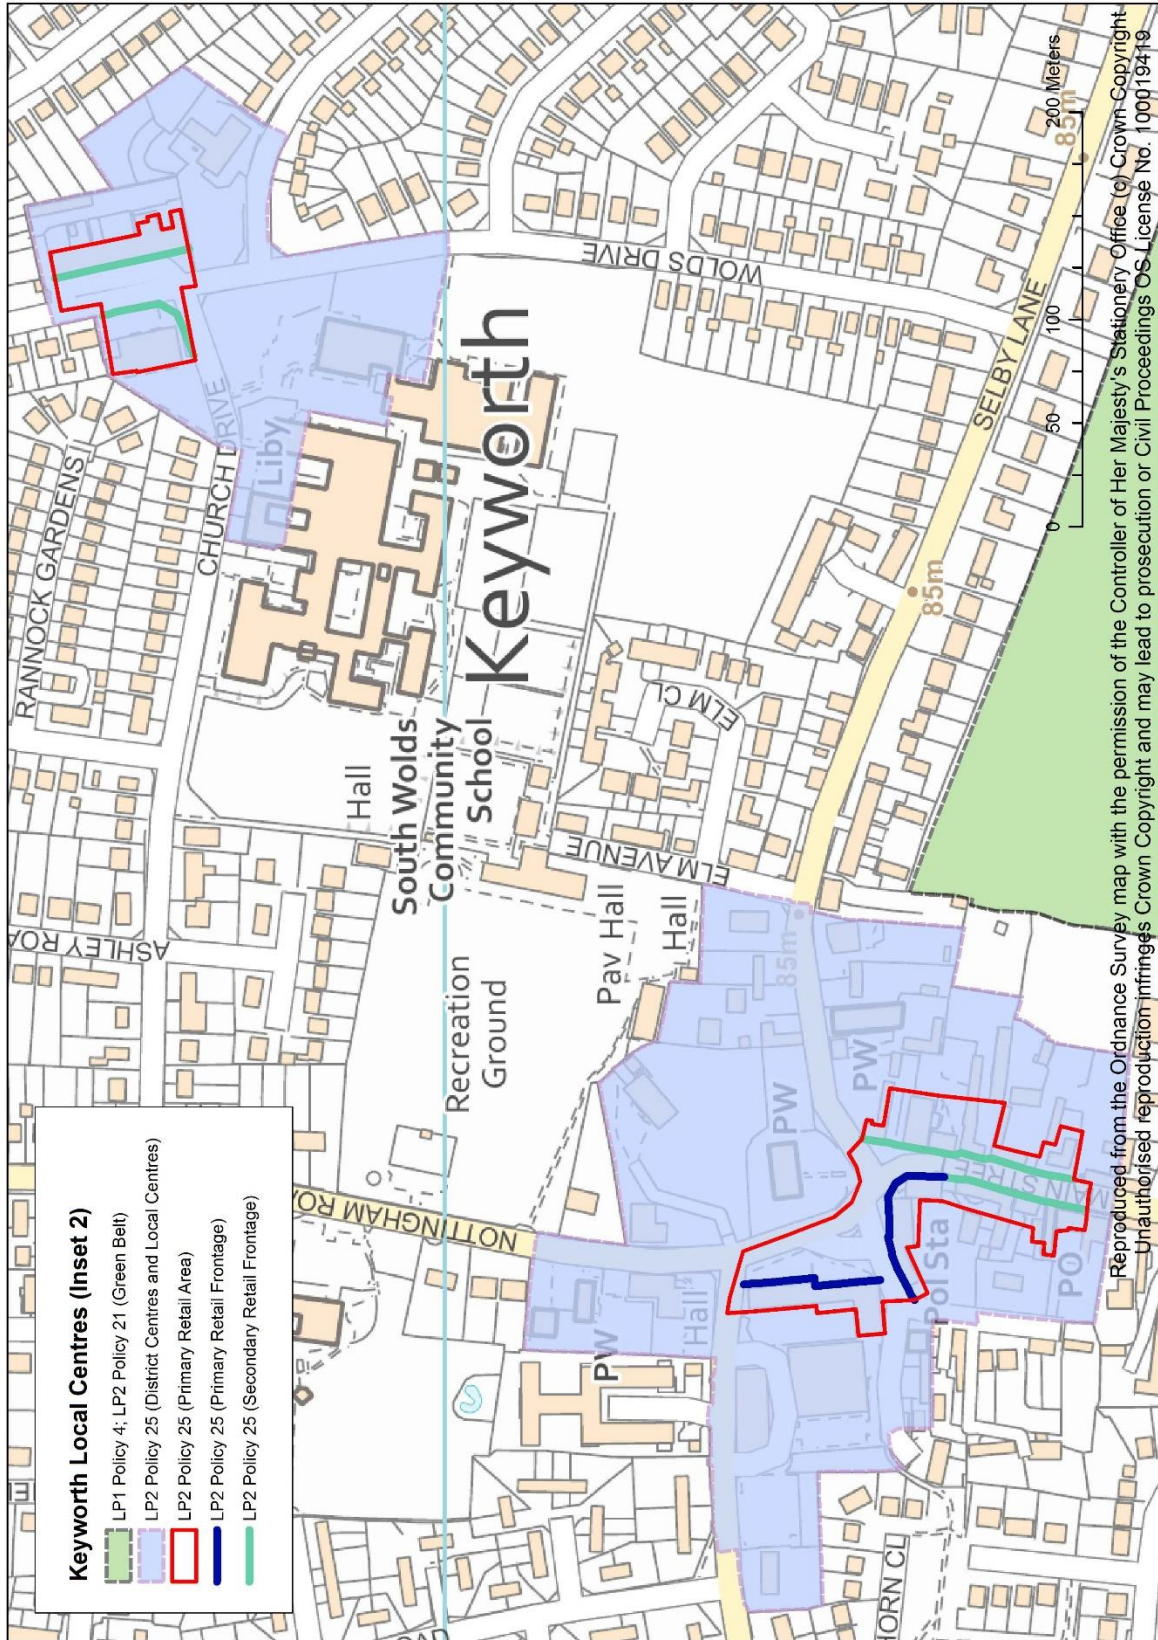 Keyworth Local Centres (Inset 2)
LP1 Policy 4; LP2 Policy 21 (Green Belt)
LP2 Policy 25 (District Centres and Local Centres)
LP2 Policy 25 (Primary Retail Area)
LP2 Policy 25 (Primary Retail Frontage)
LP2 Policy 25 (Secondary Retail Frontage)
RANNOCK GARDENS
CHURCH DRIVE
Liby
Keyworth
WOLDS DRIVE
South Wolds
Community
School
Hall
Recreation
Ground
Pav Hall
Hall
ELM AVENUE
ELM CL
NOTTINGHAM
PW
Hall
PW
PW
85m
85m
85m
SELBY LANE
Pol Sta
PO
MAIN STREET
HORN CL
0 50 100 200 Meters
Reproduced from the Ordnance Survey map with the permission of the Controller of Her Majesty's Stationery Office (c) Crown Copyright
Unauthorised reproduction infringes Crown Copyright and may lead to prosecution or Civil Proceedings OS License No. 100019419